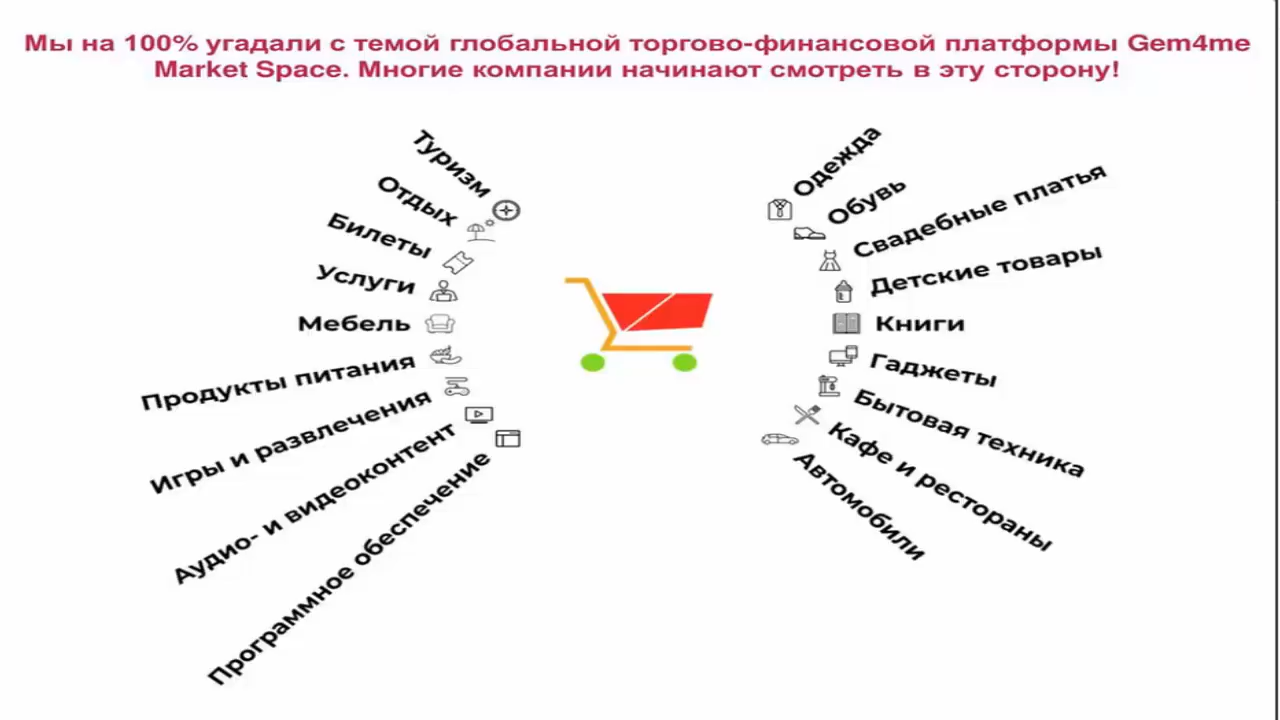 Мы на 100% угадали с темой глобальной торгово-финансовой платформы Gem4me
Market Space. Многие компании начинают смотреть в эту сторону!
Туризм
Отдых
Билеты
Услуги
Мебель
Продукты питания
Игры и развлечения
Аудио- и видеоконтент
Программное обеспечение
Одежда
Обувь
Свадебные платья
Детские товары
Книги
Гаджеты
Бытовая техника
Кафе и рестораны
Автомобили